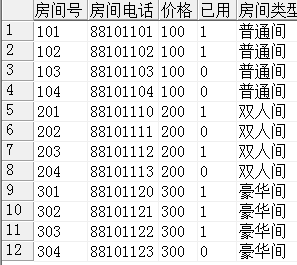 房间号 房间电话 价格 已用 房间类型
1 101 88101101 100 1 普通间
2 102 88101102 100 1 普通间
3 103 88101103 100 0 普通间
4 104 88101104 100 0 普通间
5 201 88101110 200 1 双人间
6 202 88101111 200 0 双人间
7 203 88101112 200 1 双人间
8 204 88101113 200 0 双人间
9 301 88101120 300 1 豪华间
10 302 88101121 300 1 豪华间
11 303 88101122 300 1 豪华间
12 304 88101123 300 0 豪华间